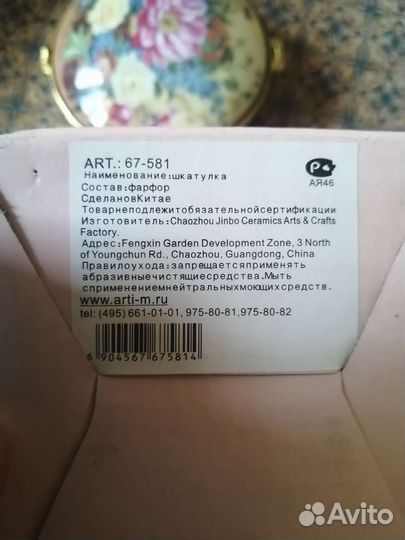 ART.: 67-581
Наименование:шкатулка
Состав:фарфор
СделановКитае
Товарнеподлежитобязательнойсертификации
Изготовитель:Chaozhou Jinbo Ceramics Arts & Crafts
Factory.
Адрес:Fengxin Garden Development Zone, 3 North
of Youngchun Rd., Chaozhou, Guangdong, China
Правилоухода:запрещаетсяприменять
абразивныечистящиесредства.Мыть
сприменениемнейтральныхмоющихсредств.
www.arti-m.ru
tel: (495) 661-01-01, 975-80-81,975-80-82
6 904567 675814
РС
АЯ46
Avito